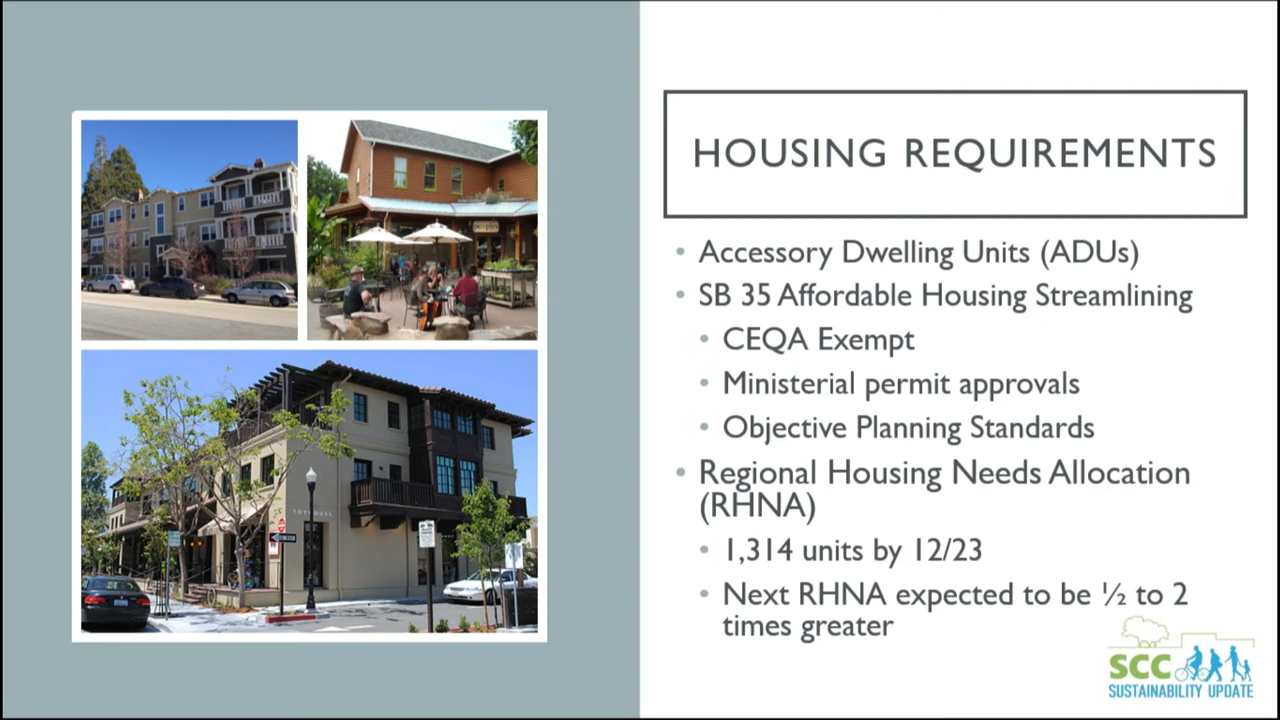 HOUSING REQUIREMENTS
• Accessory Dwelling Units (ADUs)
• SB 35 Affordable Housing Streamlining
• CEQA Exempt
• Ministerial permit approvals
• Objective Planning Standards
• Regional Housing Needs Allocation
(RHNA)
• 1,314 units by 12/23
• Next RHNA expected to be ½ to 2
times greater
SCC
SUSTAINABILITY UPDATE